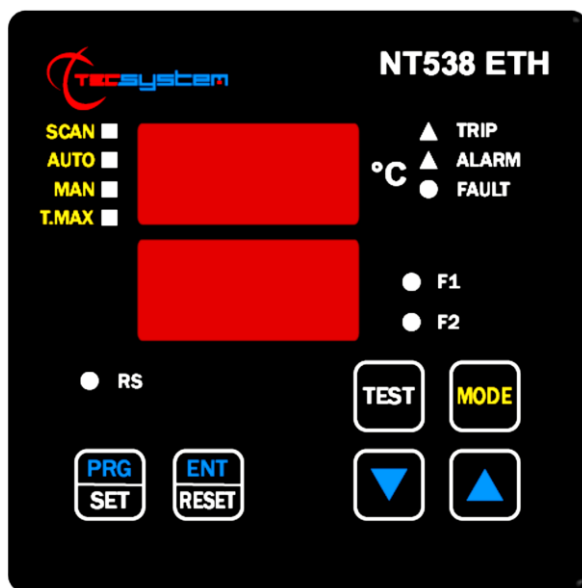 TECSYSTEM
NT538 ETH
SCAN
AUTO
MAN
T.MAX
°C
TRIP
ALARM
FAULT
F1
F2
RS
TEST
MODE
PRG
SET
ENT
RESET